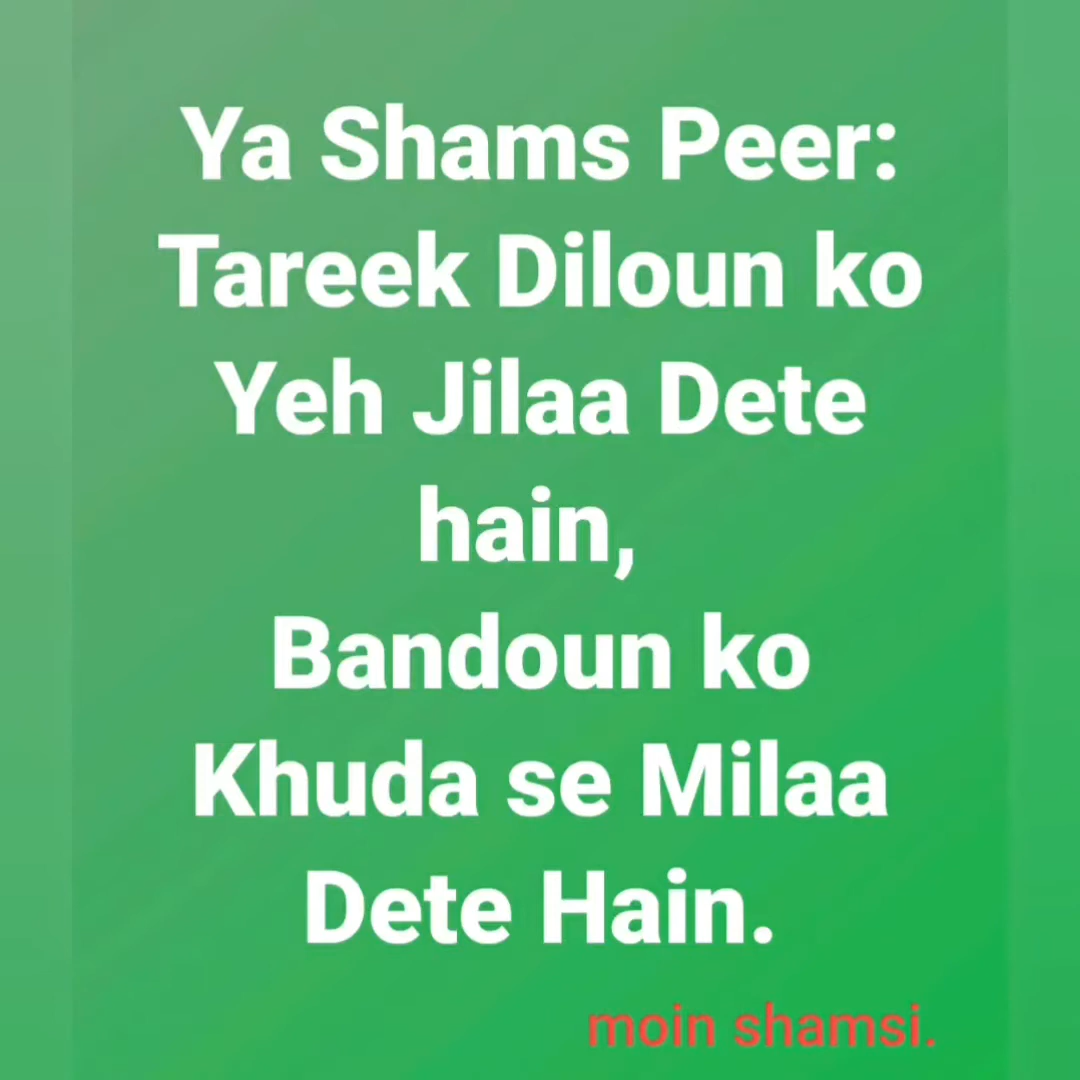 Ya Shams Peer:
Tareek Diloun ko
Yeh Jilaa Dete
hain,
Bandoun ko
Khuda se Milaa
Dete Hain.
moin shamsi.